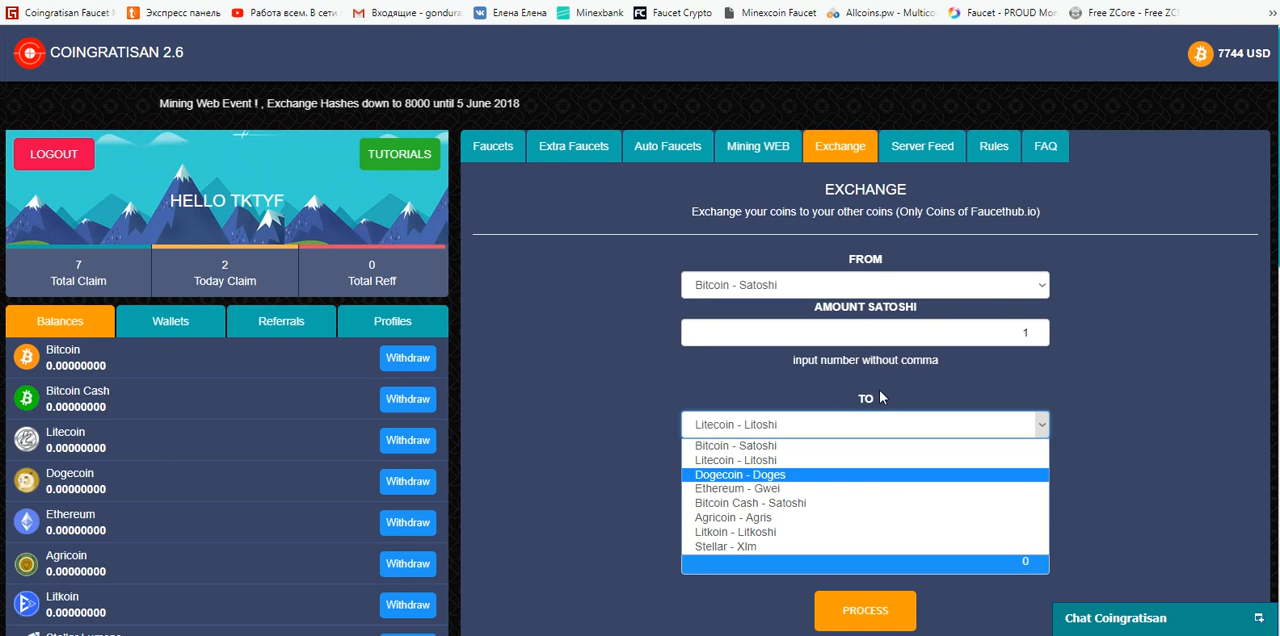 Coingratisan Faucet Экспресс панель Работа всем. В сети Входящие - gondura Елена Елена Minexbank Faucet Crypto Minexcoin Faucet Allcoins.pw - Multico Faucet - PROUD Mon Free ZCore - Free ZC »
COINGRATISAN 2.6
7744 USD
Mining Web Event ! , Exchange Hashes down to 8000 until 5 June 2018
LOGOUT
TUTORIALS
HELLO TKTYF
7
Total Claim
2
Today Claim
0
Total Reff
Balances Wallets Referrals Profiles
Bitcoin
0.00000000
Withdraw
Bitcoin Cash
0.00000000
Withdraw
Litecoin
0.00000000
Withdraw
Dogecoin
0.00000000
Withdraw
Ethereum
0.00000000
Withdraw
Agricoin
0.00000000
Withdraw
Litkoin
0.00000000
Withdraw
Faucets Extra Faucets Auto Faucets Mining WEB Exchange Server Feed Rules FAQ
EXCHANGE
Exchange your coins to your other coins (Only Coins of Faucethub.io)
FROM
Bitcoin - Satoshi
AMOUNT SATOSHI
1
input number without comma
TO
Litecoin - Litoshi
Bitcoin - Satoshi
Litecoin - Litoshi
Dogecoin - Doges
Ethereum - Gwei
Bitcoin Cash - Satoshi
Agricoin - Agris
Litkoin - Litkoshi
Stellar - Xlm
0
PROCESS
Chat Coingratisan